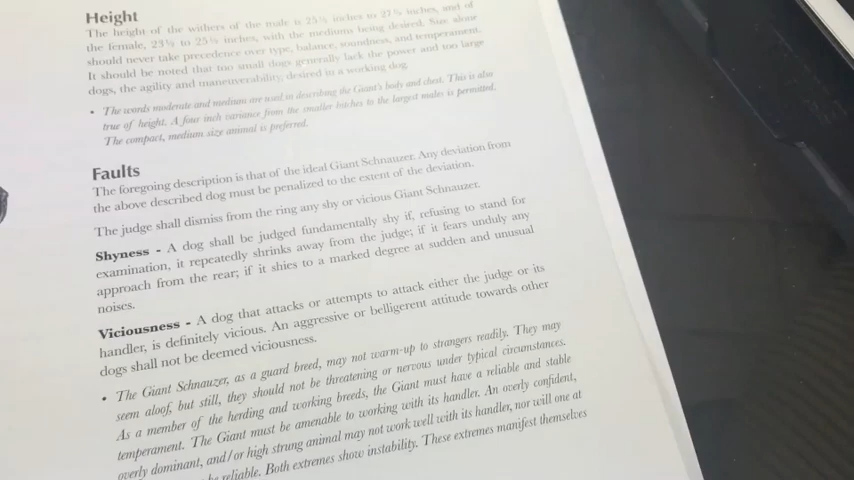 Height
The height of the withers of the male is 25½ inches to 27½ inches, and of
the female, 23½ to 25½ inches, with the mediums being desired. Size alone
should never take precedence over type, balance, soundness, and temperament.
It should be noted that too small dogs generally lack the power and too large
dogs, the agility and maneuverability, desired in a working dog.
• The words moderate and medium are used in describing the Giant's body and chest. This is also
true of height. A four inch variance from the smaller bitches to the largest males is permitted.
The compact, medium size animal is preferred.
Faults
The foregoing description is that of the ideal Giant Schnauzer. Any deviation from
the above described dog must be penalized to the extent of the deviation.
The judge shall dismiss from the ring any shy or vicious Giant Schnauzer.
Shyness - A dog shall be judged fundamentally shy if, refusing to stand for
examination, it repeatedly shrinks away from the judge; if it fears unduly any
approach from the rear; if it shies to a marked degree at sudden and unusual
noises.
Viciousness - A dog that attacks or attempts to attack either the judge or its
handler, is definitely vicious. An aggressive or belligerent attitude towards other
dogs shall not be deemed viciousness.
• The Giant Schnauzer, as a guard breed, may not warm-up to strangers readily. They may
seem aloof, but still, they should not be threatening or nervous under typical circumstances.
As a member of the herding and working breeds, the Giant must have a reliable and stable
temperament. The Giant must be amenable to working with its handler. An overly confident,
overly dominant, and/or high strung animal may not work well with its handler, nor will one at
be reliable. Both extremes show instability. These extremes manifest themselves